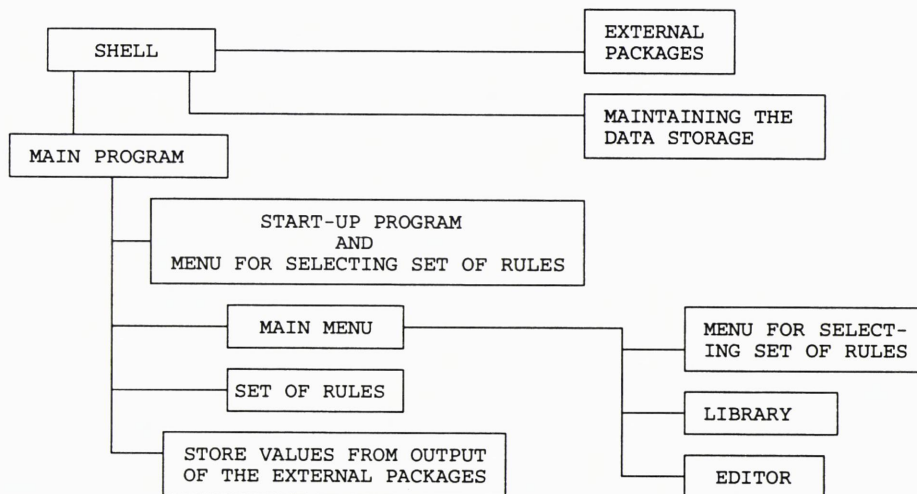 SHELL
EXTERNAL
PACKAGES
MAINTAINING THE
DATA STORAGE
MAIN PROGRAM
START-UP PROGRAM
AND
MENU FOR SELECTING SET OF RULES
MAIN MENU
MENU FOR SELECT-
ING SET OF RULES
SET OF RULES
LIBRARY
STORE VALUES FROM OUTPUT
OF THE EXTERNAL PACKAGES
EDITOR